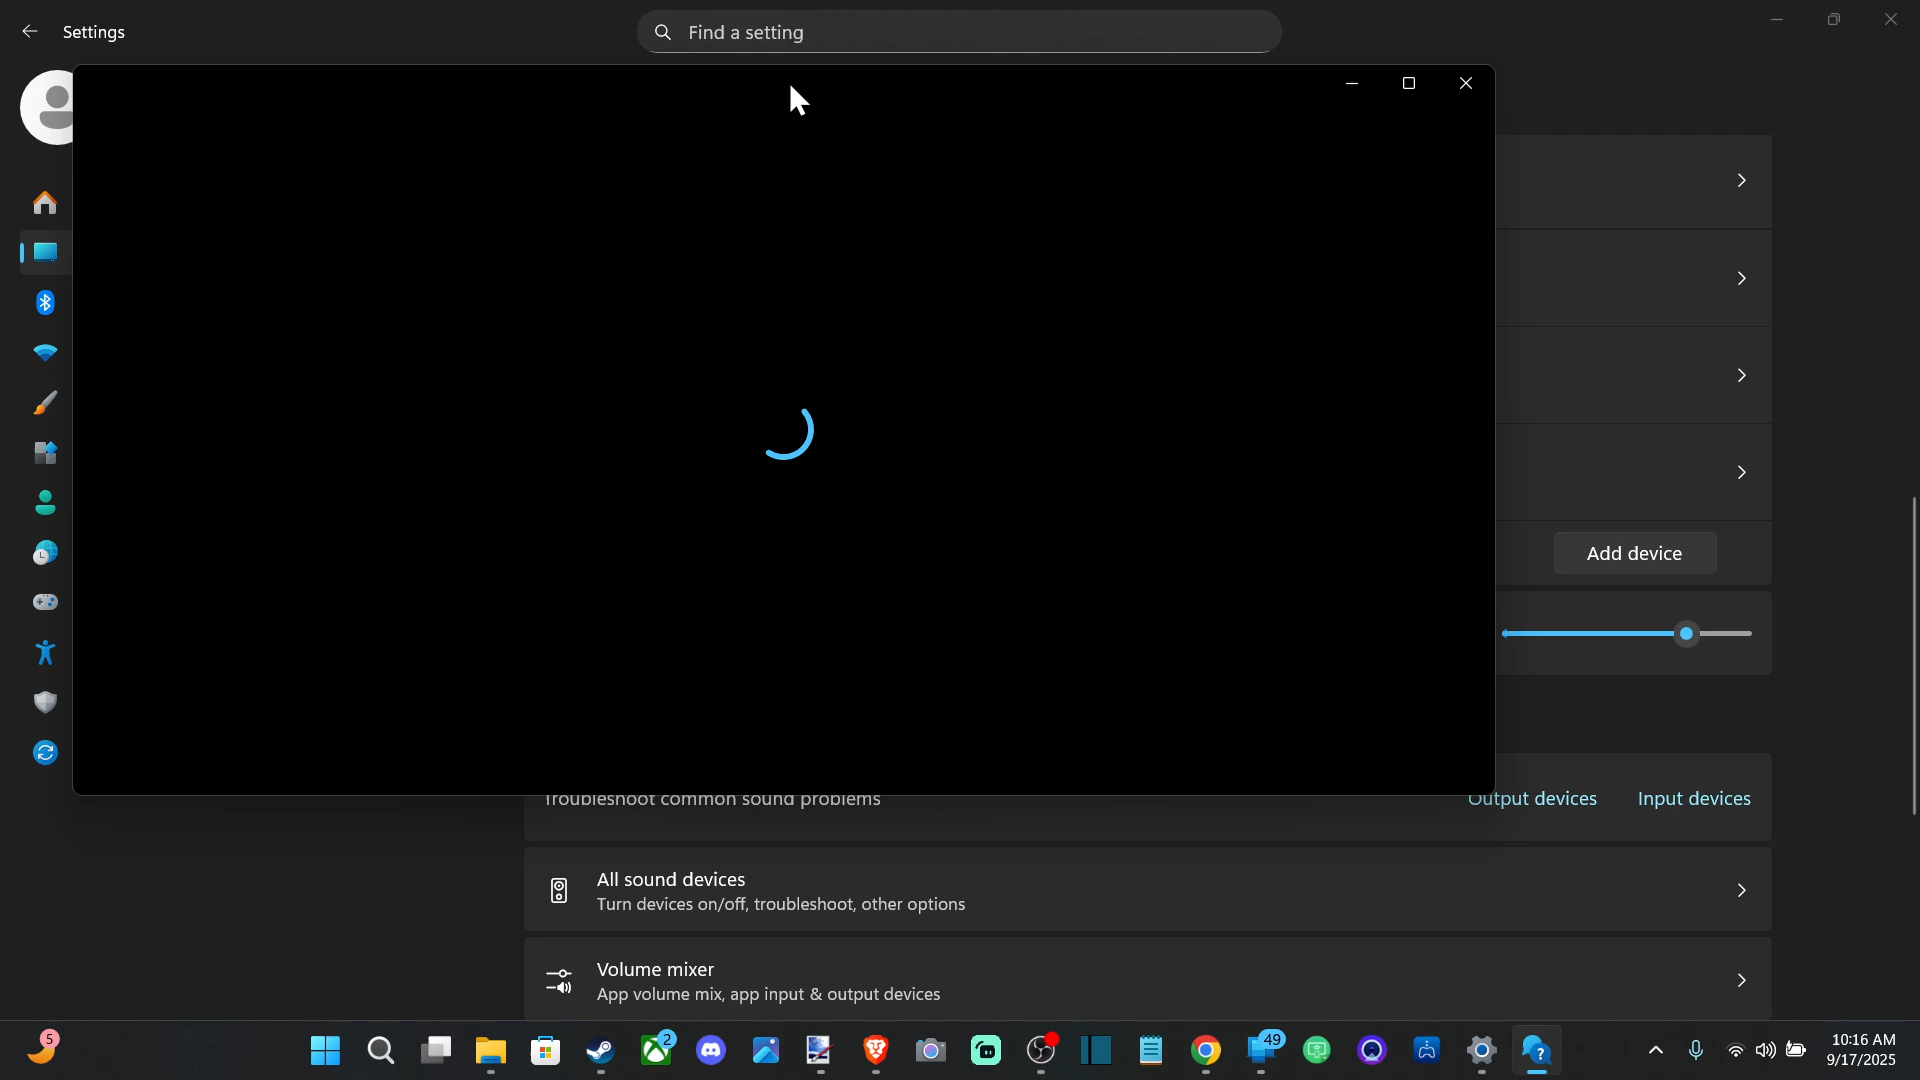 Settings
Find a setting
Add device
Troubleshoot common sound problems
Output devices
Input devices
All sound devices
Turn devices on/off, troubleshoot, other options
Volume mixer
App volume mix, app input & output devices
5
2
49
10:16 AM
9/17/2025